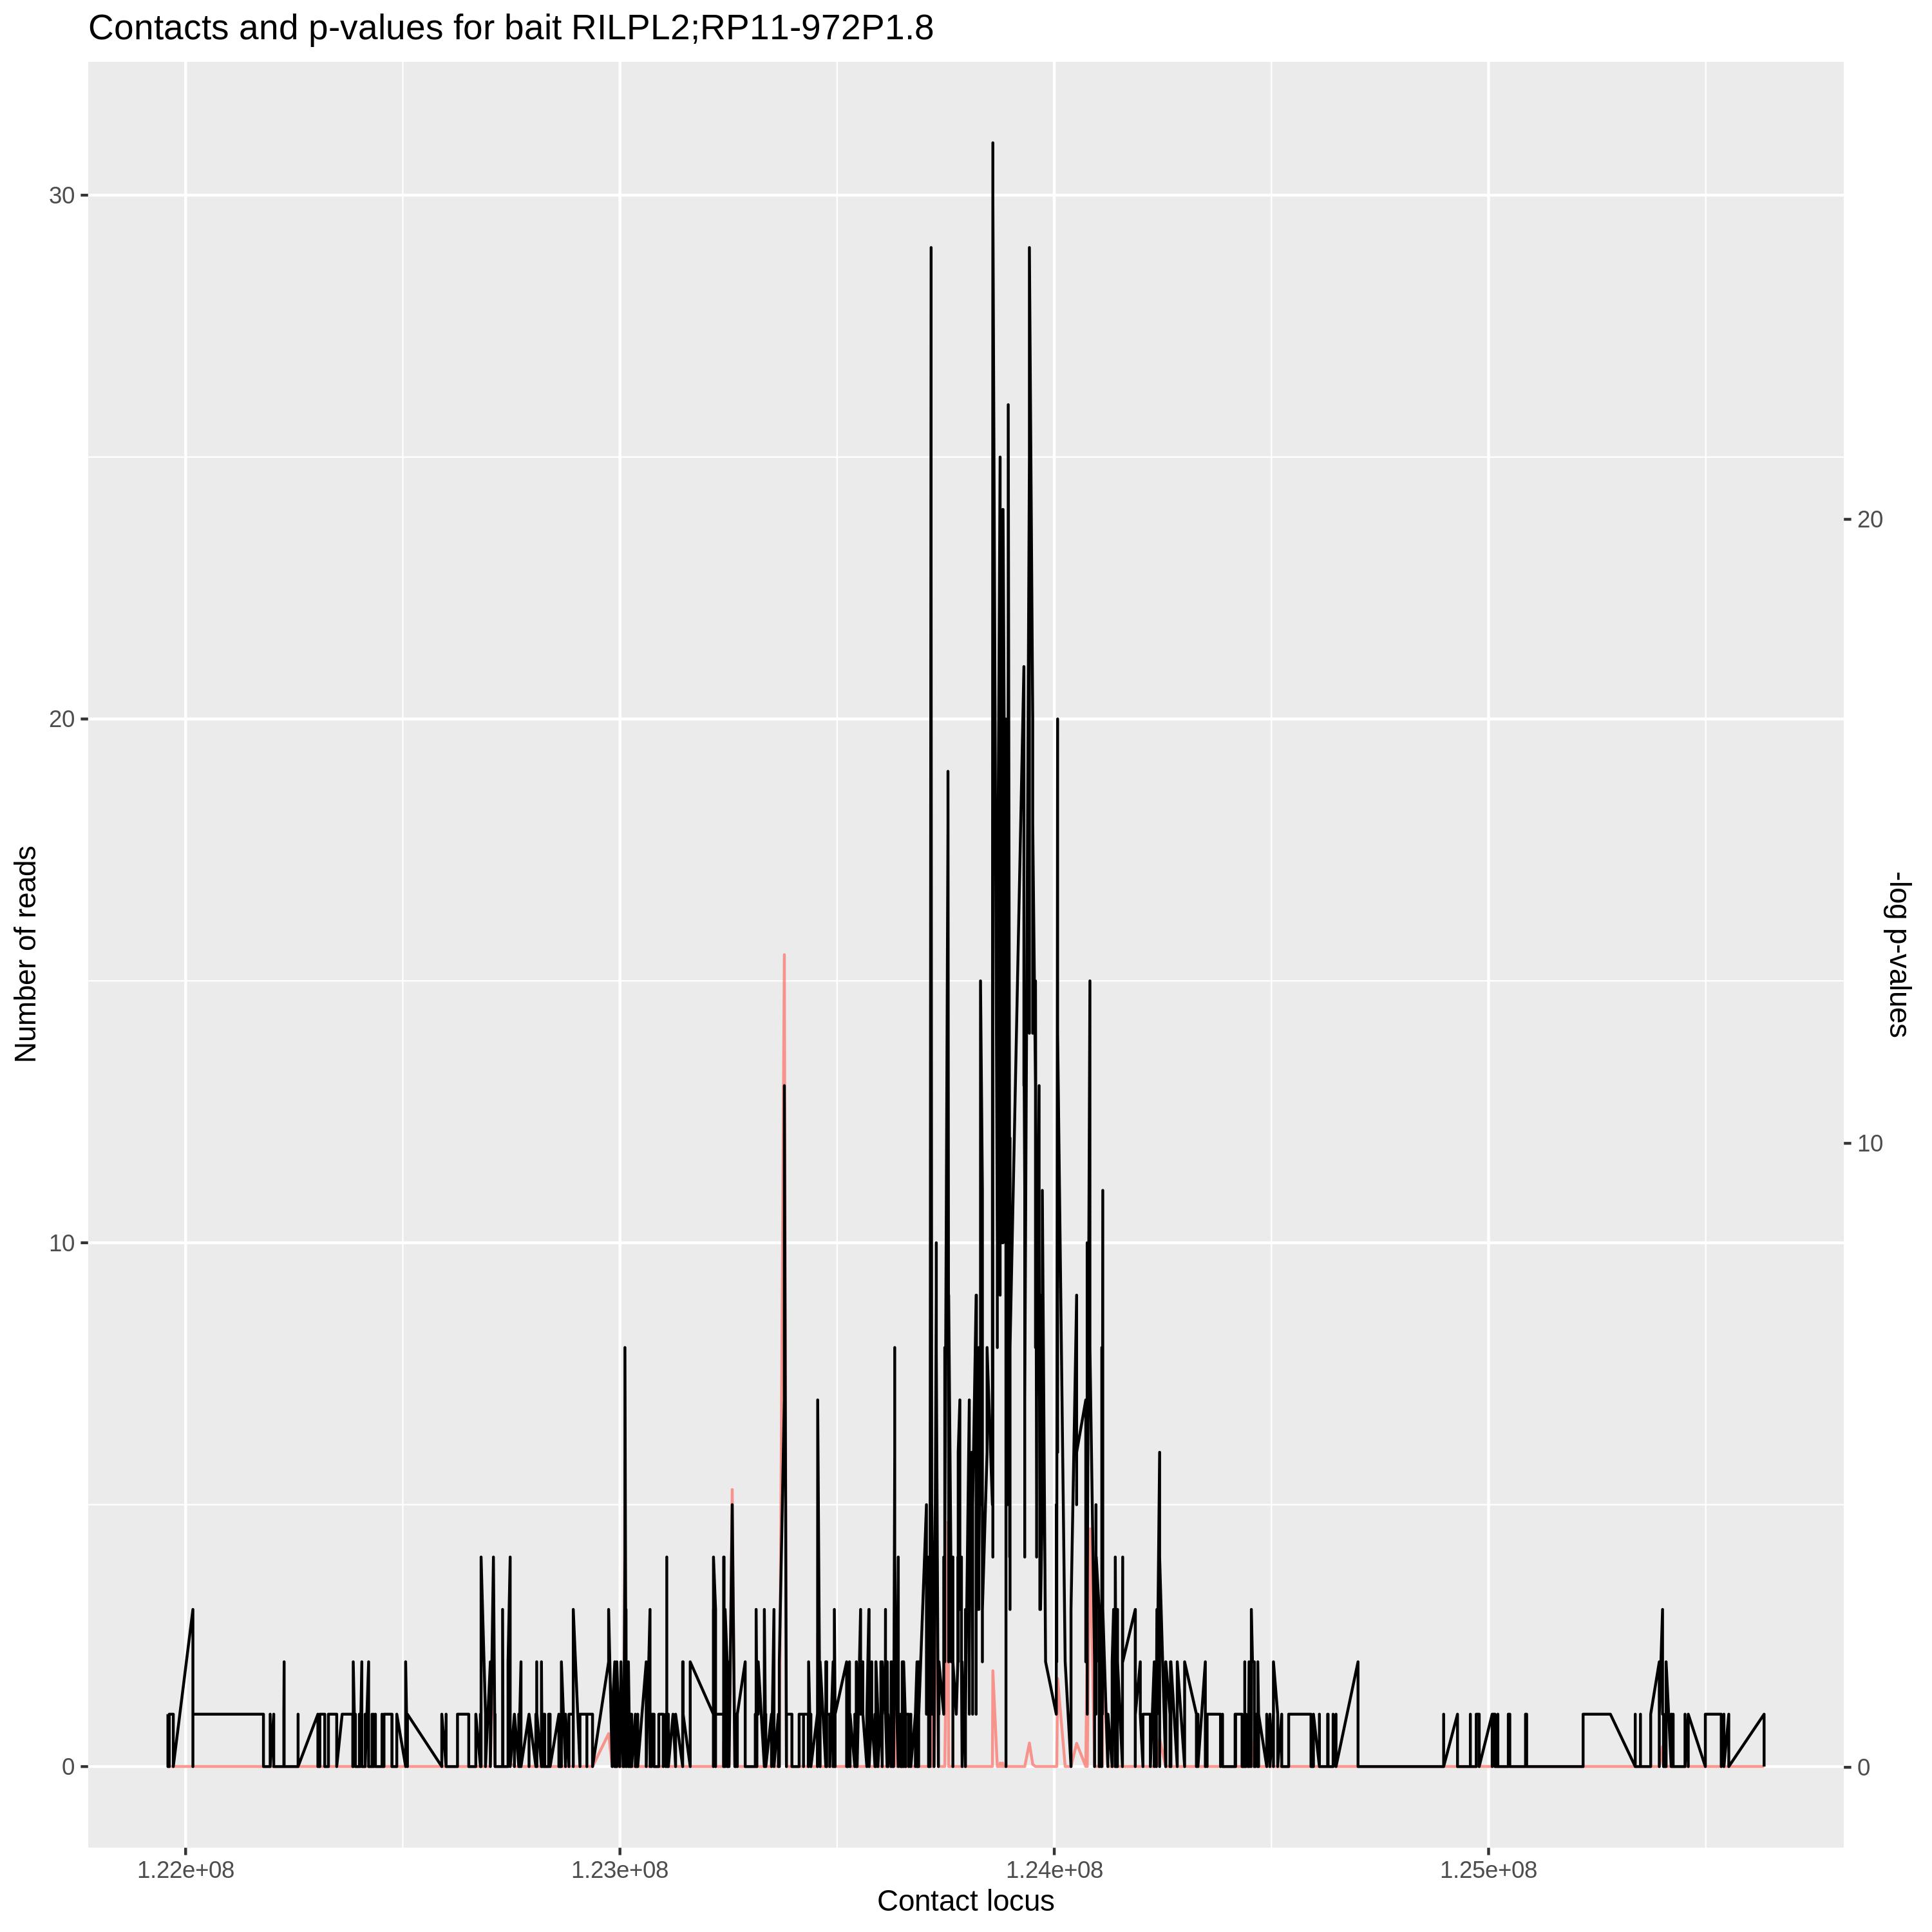 Contacts and p-values for bait RILPL2;RP11-972P1.8
30
20
10
0
Number of reads
20
10
0
-log p-values
1.22e+08
1.23e+08
1.24e+08
1.25e+08
Contact locus